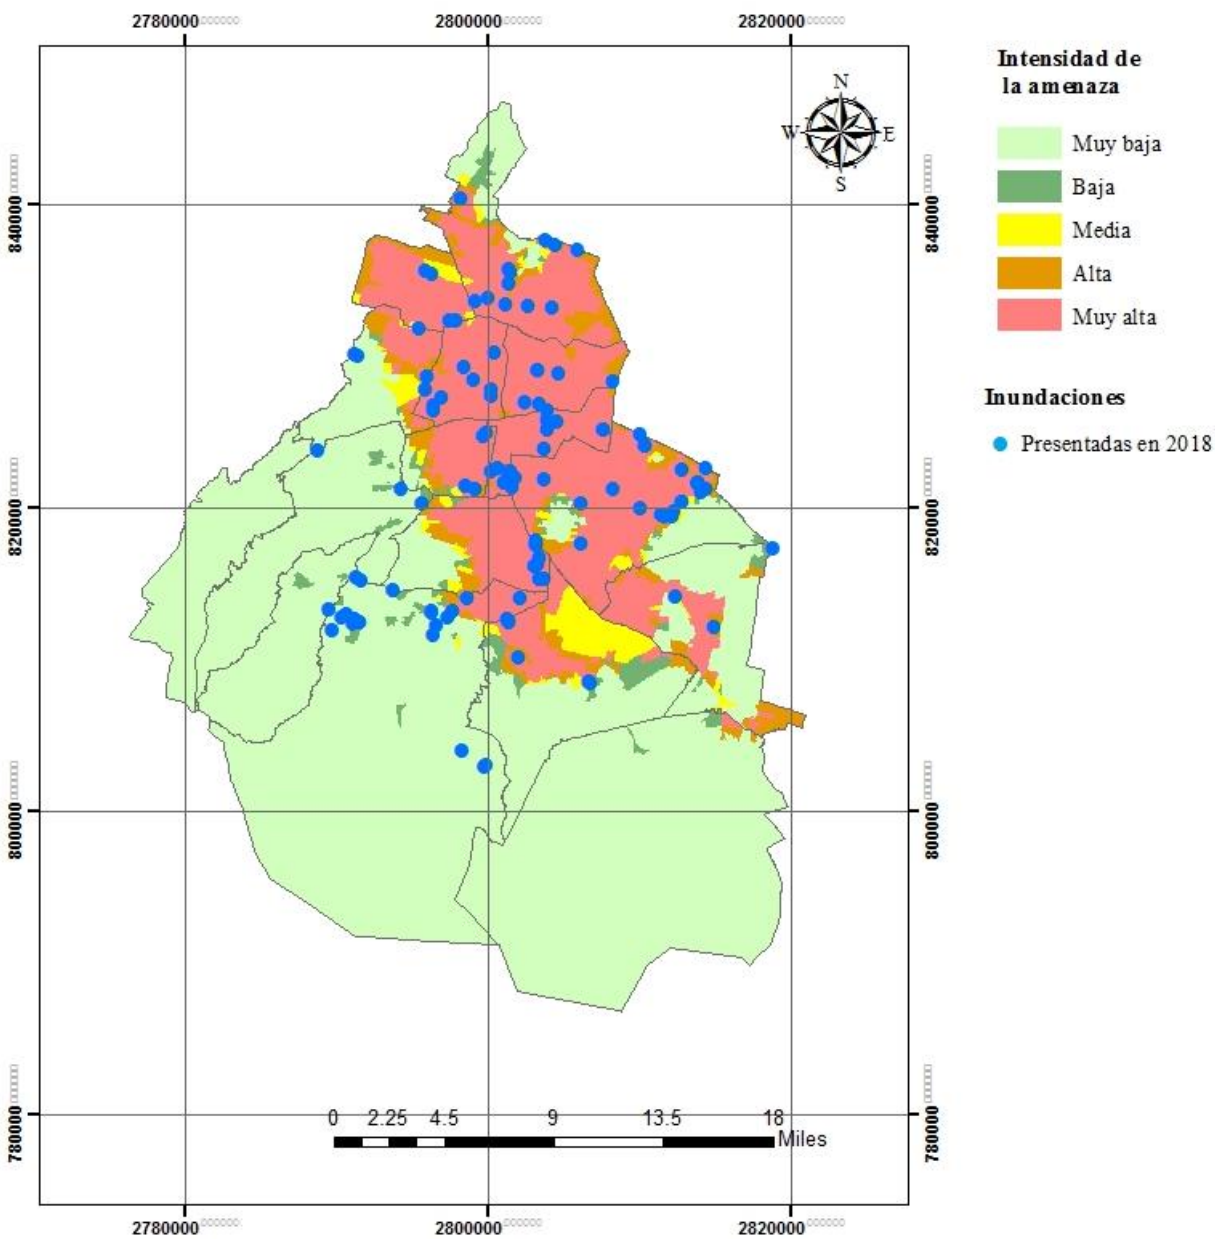 2780000
2800000
2820000
Intensidad de
la amenaza
N
W
E
S
Muy baja
Baja
Media
Alta
Muy alta
840000
840000
Inundaciones
Presentadas en 2018
820000
820000
800000
800000
780000
780000
0 2.25 4.5 9 13.5 18
Miles
2780000
2800000
2820000